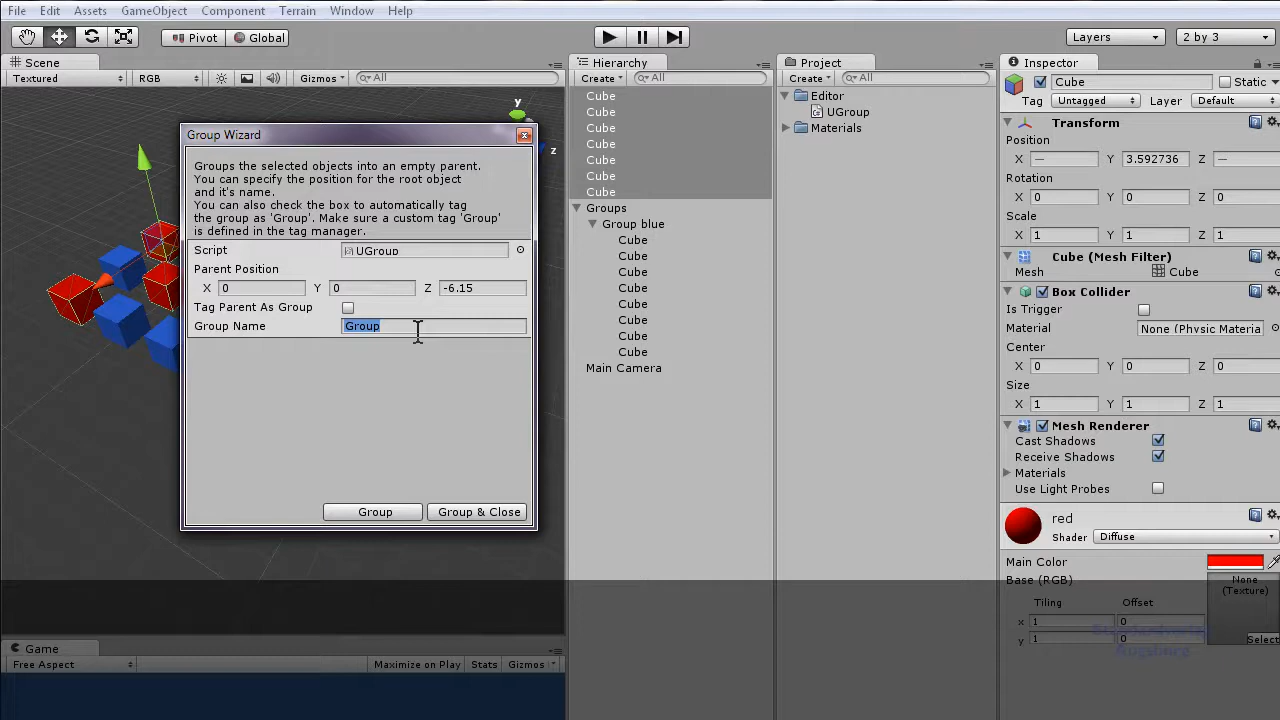 File Edit Assets GameObject Component Terrain Window Help
Pivot Global Layers 2 by 3
Scene
Textured RGB Gizmos All
y
z
Group Wizard
Groups the selected objects into an empty parent.
You can specify the position for the root object
and it's name.
You can also check the box to automatically tag
the group as 'Group'. Make sure a custom tag 'Group'
is defined in the tag manager.
Script UGroup
Parent Position
X 0 Y 0 Z -6.15
Tag Parent As Group
Group Name Group
Group Group & Close
Game
Free Aspect Maximize on Play Stats Gizmos
Hierarchy
Create All
Cube
Cube
Cube
Cube
Cube
Cube
Cube
Groups
Group blue
Cube
Cube
Cube
Cube
Cube
Cube
Cube
Cube
Main Camera
Project
Create All
Editor
UGroup
Materials
Inspector
Cube Static
Tag Untagged Layer Default
Transform
Position
X — Y 3.592736 Z —
Rotation
X 0 Y 0 Z 0
Scale
X 1 Y 1 Z 1
Cube (Mesh Filter)
Mesh Cube
Box Collider
Is Trigger
Material None (Physic Materia
Center
X 0 Y 0 Z 0
Size
X 1 Y 1 Z 1
Mesh Renderer
Cast Shadows
Receive Shadows
Materials
Use Light Probes
red
Shader Diffuse
Main Color
Base (RGB)
None
(Texture)
Tiling Offset
x 1 0
y 1 0
Select